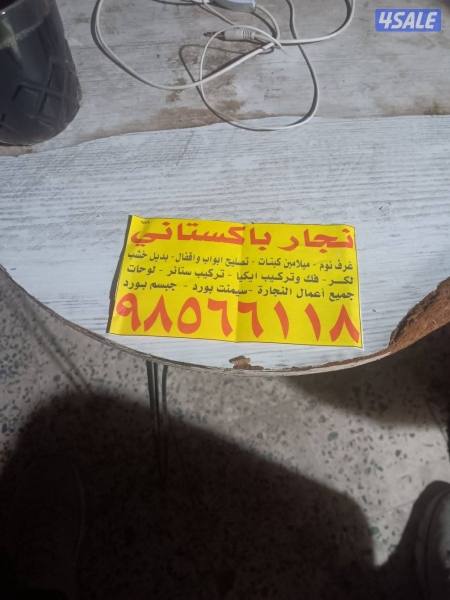 4SALE
نجار باكستاني
غرف نوم - ميلامين كبتات - تصليح ابواب واقفال - بديل خشب
لكر - فك وتركيب ايكيا - تركيب ستائر - لوحات
جميع أعمال النجارة - سيمنت بورد - جبسم بورد
٩٨٥٦٦١١٨